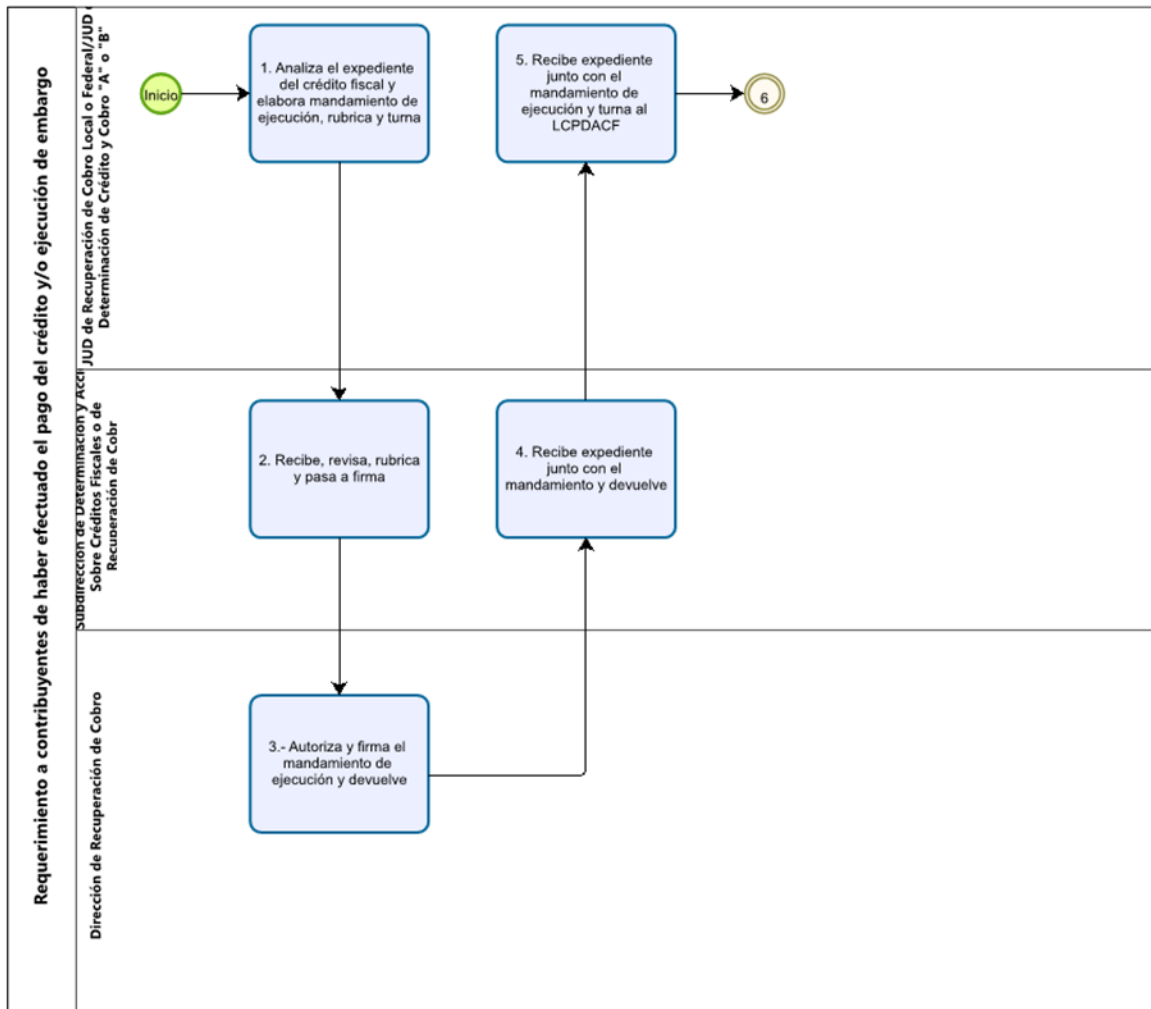 Requerimiento a contribuyentes de haber efectuado el pago del crédito y/o ejecución de embargo
JUD de Recuperación de Cobro Local o Federal/JUD
Determinación de Crédito y Cobro "A" o "B"
Inicio
1. Analiza el expediente
del crédito fiscal y
elabora mandamiento de
ejecución, rubrica y turna
5. Recibe expediente
junto con el
mandamiento de
ejecución y turna al
LCPDACF
6
Subdirección de Determinación y Acci
Sobre Créditos Fiscales o de
Recuperación de Cobr
2. Recibe, revisa, rubrica
y pasa a firma
4. Recibe expediente
junto con el
mandamiento y devuelve
Dirección de Recuperación de Cobro
3.- Autoriza y firma el
mandamiento de
ejecución y devuelve